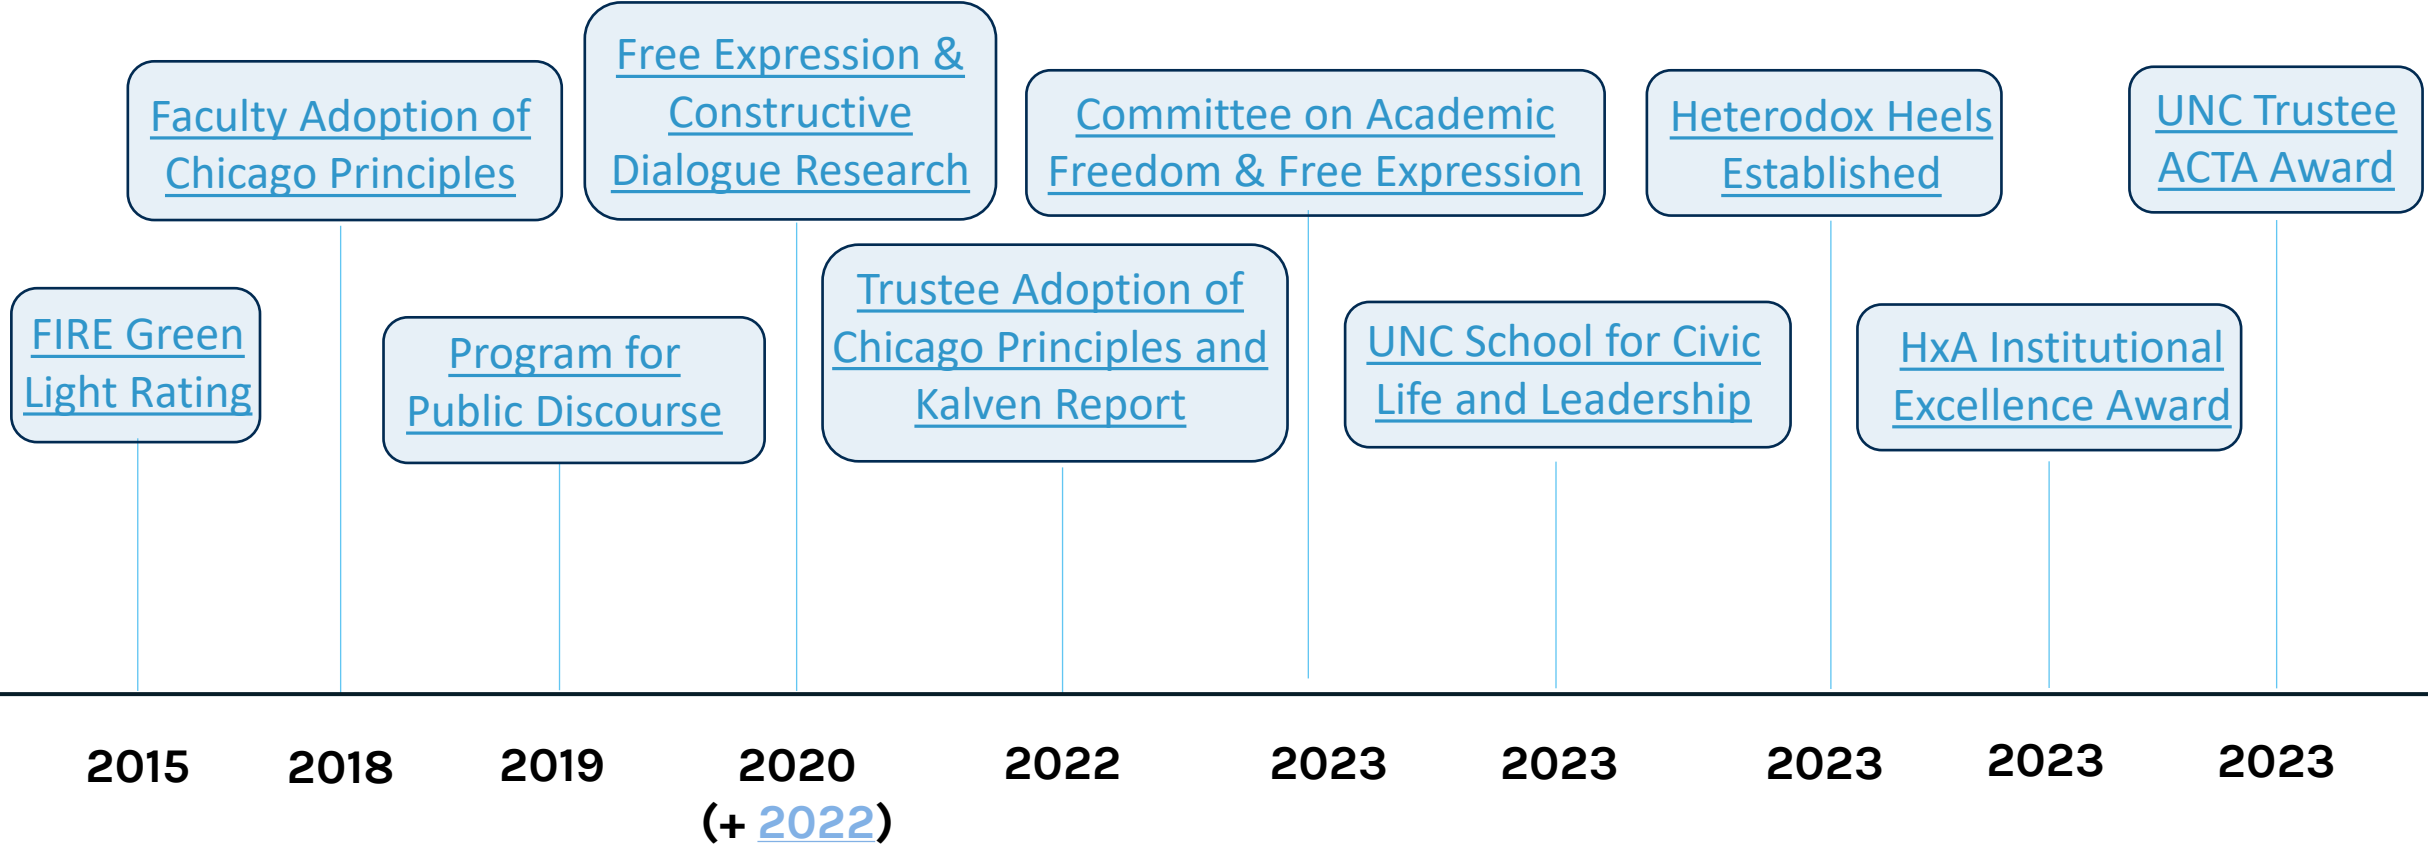 FIRE Green
Light Rating
Faculty Adoption of
Chicago Principles
Program for
Public Discourse
Free Expression &
Constructive
Dialogue Research
Trustee Adoption of
Chicago Principles and
Kalven Report
Committee on Academic
Freedom & Free Expression
UNC School for Civic
Life and Leadership
Heterodox Heels
Established
HxA Institutional
Excellence Award
UNC Trustee
ACTA Award
2015
2018
2019
2020
(+ 2022)
2022
2023
2023
2023
2023
2023